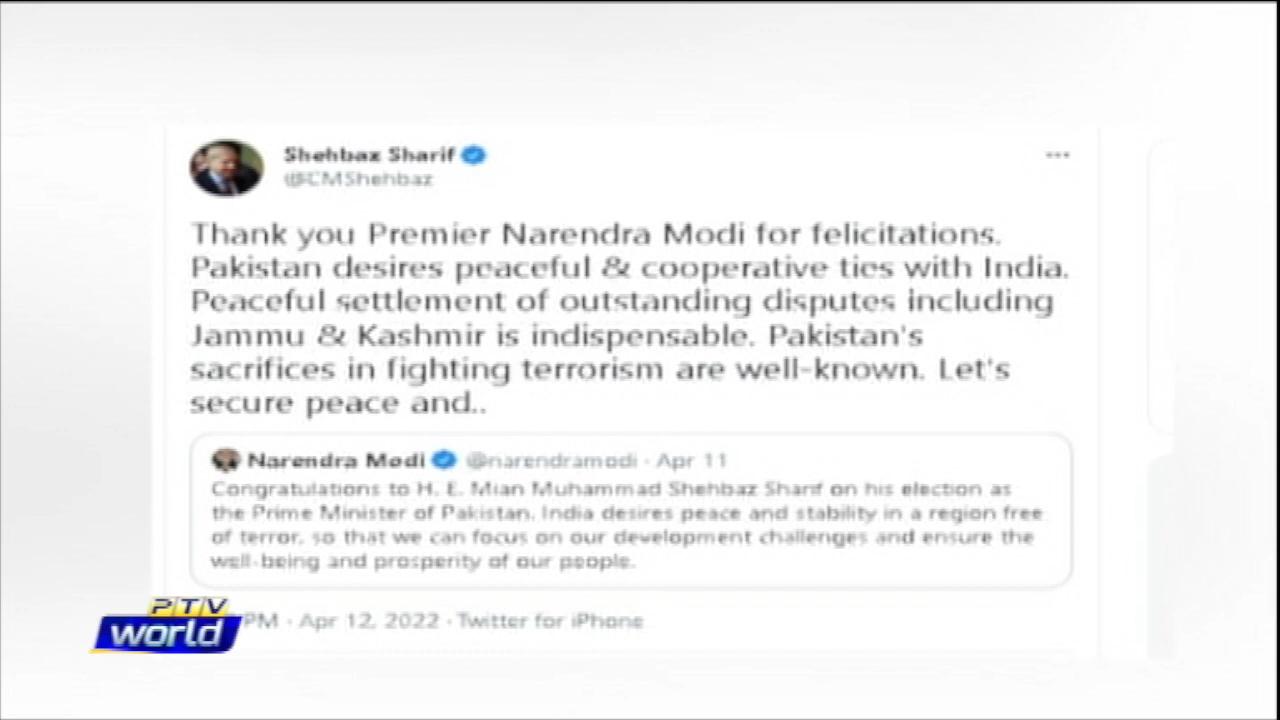 Shehbaz Sharif
@CMShehbaz
Thank you Premier Narendra Modi for felicitations.
Pakistan desires peaceful & cooperative ties with India.
Peaceful settlement of outstanding disputes including
Jammu & Kashmir is indispensable. Pakistan's
sacrifices in fighting terrorism are well-known. Let's
secure peace and..
Narendra Modi @narendramodi · Apr 11
Congratulations to H. E. Mian Muhammad Shehbaz Sharif on his election as
the Prime Minister of Pakistan. India desires peace and stability in a region free
of terror, so that we can focus on our development challenges and ensure the
well-being and prosperity of our people.
PM · Apr 12, 2022 · Twitter for iPhone
PTV
world